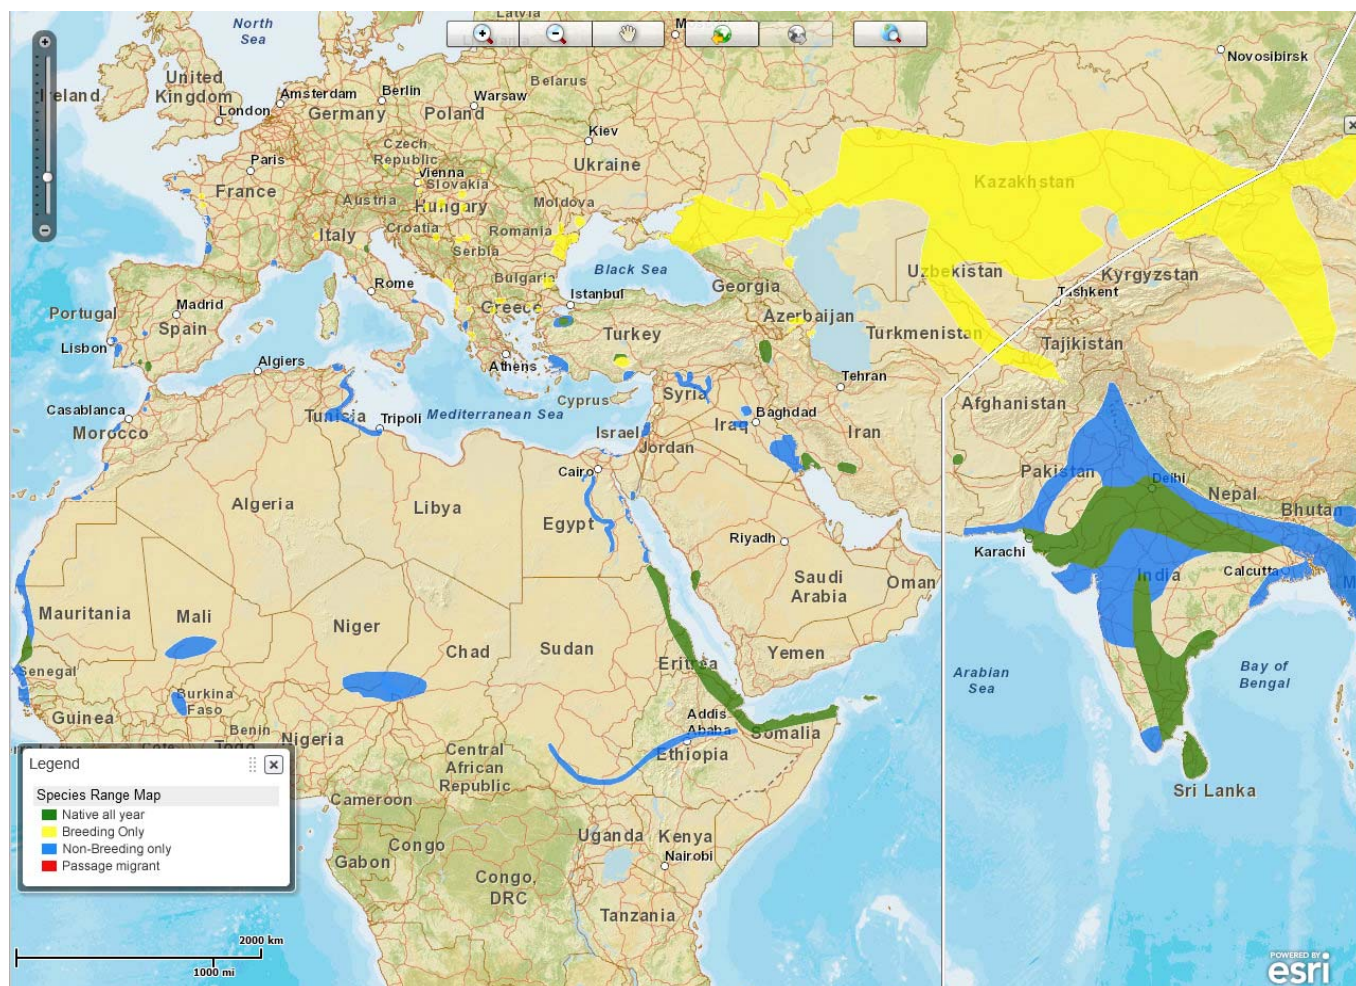 North
Sea
Latvia
Novosibirsk
United
Kingdom
Ireland
Amsterdam
Berlin
Belarus
London
Germany
Poland
Warsaw
Kiev
Czech
Republic
Ukraine
Paris
Vienna
Slovakia
Kazakhstan
France
Austria
Hungary
Moldova
Croatia
Romania
Italy
Serbia
Black Sea
Uzbekistan
Kyrgyzstan
Bulgaria
Georgia
Rome
Istanbul
Tashkent
Portugal
Madrid
Spain
Greece
Azerbaijan
Turkey
Turkmenistan
Tajikistan
Lisbon
Algiers
Athens
Tehran
Cyprus
Syria
Afghanistan
Casablanca
Tunisia
Tripoli
Mediterranean Sea
Baghdad
Morocco
Israel
Iraq
Iran
Jordan
Cairo
Pakistan
Delhi
Nepal
Algeria
Libya
Egypt
Bhutan
Riyadh
Karachi
Saudi
Arabia
Oman
India
Calcutta
Mauritania
Mali
Niger
Chad
Sudan
Yemen
Eritrea
Senegal
Arabian
Sea
Bay of
Bengal
Burkina
Faso
Guinea
Benin
Addis
Ababa
Somalia
Nigeria
Ethiopia
Central
African
Republic
Sri Lanka
Cameroon
Uganda
Kenya
Congo
Gabon
Nairobi
Congo,
DRC
Tanzania
Legend
Species Range Map
Native all year
Breeding Only
Non-Breeding only
Passage migrant
2000 km
1000 mi
POWERED BY
esri